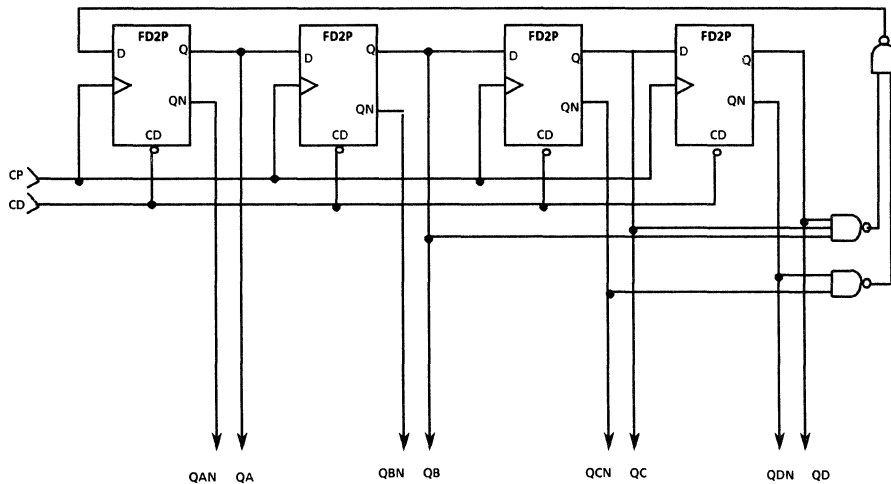 FD2P FD2P FD2P FD2P
D Q D Q D Q D Q
QN QN QN QN
CD CD CD CD
CP
CD
QAN QA QBN QB QCN QC QDN QD